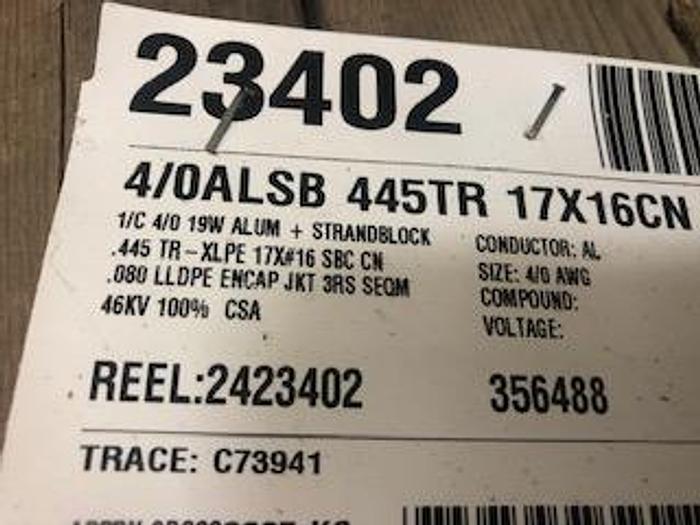 23402
4/0ALSB 445TR 17X16CN
1/C 4/0 19W ALUM + STRANDBLOCK
.445 TR-XLPE 17X#16 SBC CN
.080 LLDPE ENCAP JKT 3RS SEQM
46KV 100% CSA
CONDUCTOR: AL
SIZE: 4/0 AWG
COMPOUND:
VOLTAGE:
REEL:2423402 356488
TRACE: C73941